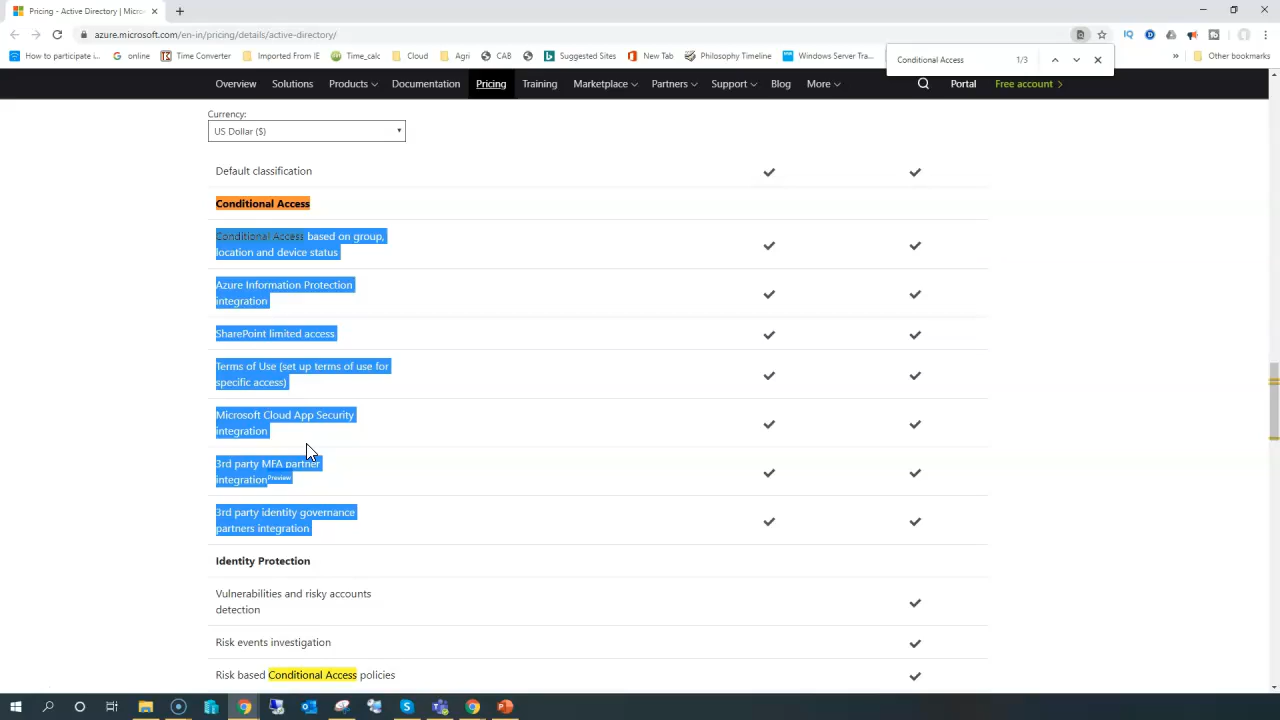 Pricing - Active Directory | Micro
azure.microsoft.com/en-in/pricing/details/active-directory/
How to participate i...
online
Time Converter
Imported From IE
Time_calc
Cloud
Agri
CAB
Suggested Sites
New Tab
Philosophy Timeline
Windows Server Tra...
Other bookmarks
Conditional Access 1/3
Overview Solutions Products Documentation Pricing Training Marketplace Partners Support Blog More Portal Free account
Currency:
US Dollar ($)
Default classification
Conditional Access
Conditional Access based on group,
location and device status
Azure Information Protection
integration
SharePoint limited access
Terms of Use (set up terms of use for
specific access)
Microsoft Cloud App Security
integration
3rd party MFA partner
integration Preview
3rd party identity governance
partners integration
Identity Protection
Vulnerabilities and risky accounts
detection
Risk events investigation
Risk based Conditional Access policies